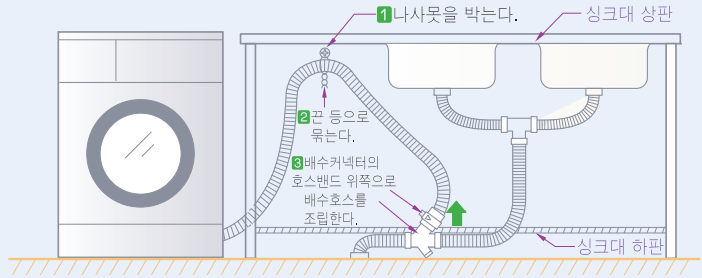 1 나사못을 박는다.
싱크대 상판
2 끈 등으로
묶는다.
3 배수커넥터의
호스밴드 위쪽으로
배수호스를
조립한다.
싱크대 하판